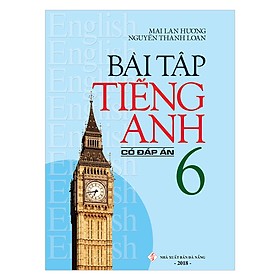 English
MAI LAN HƯƠNG
NGUYỄN THANH LOAN
BÀI TẬP
TIẾNG
ANH
CÓ ĐÁP ÁN
6
NHÀ XUẤT BẢN ĐÀ NẴNG
- 2018 -